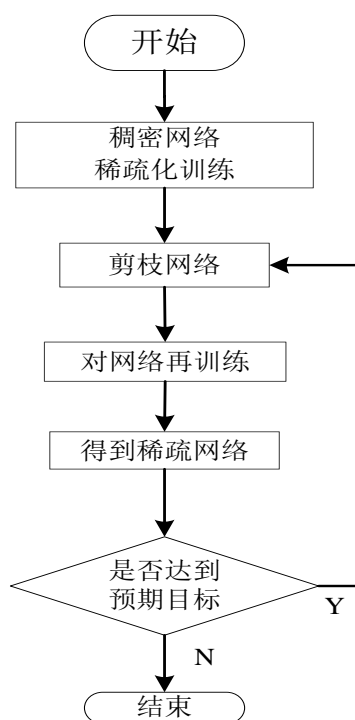 开始
稠密网络
稀疏化训练
剪枝网络
对网络再训练
得到稀疏网络
是否达到
预期目标
Y
N
结束